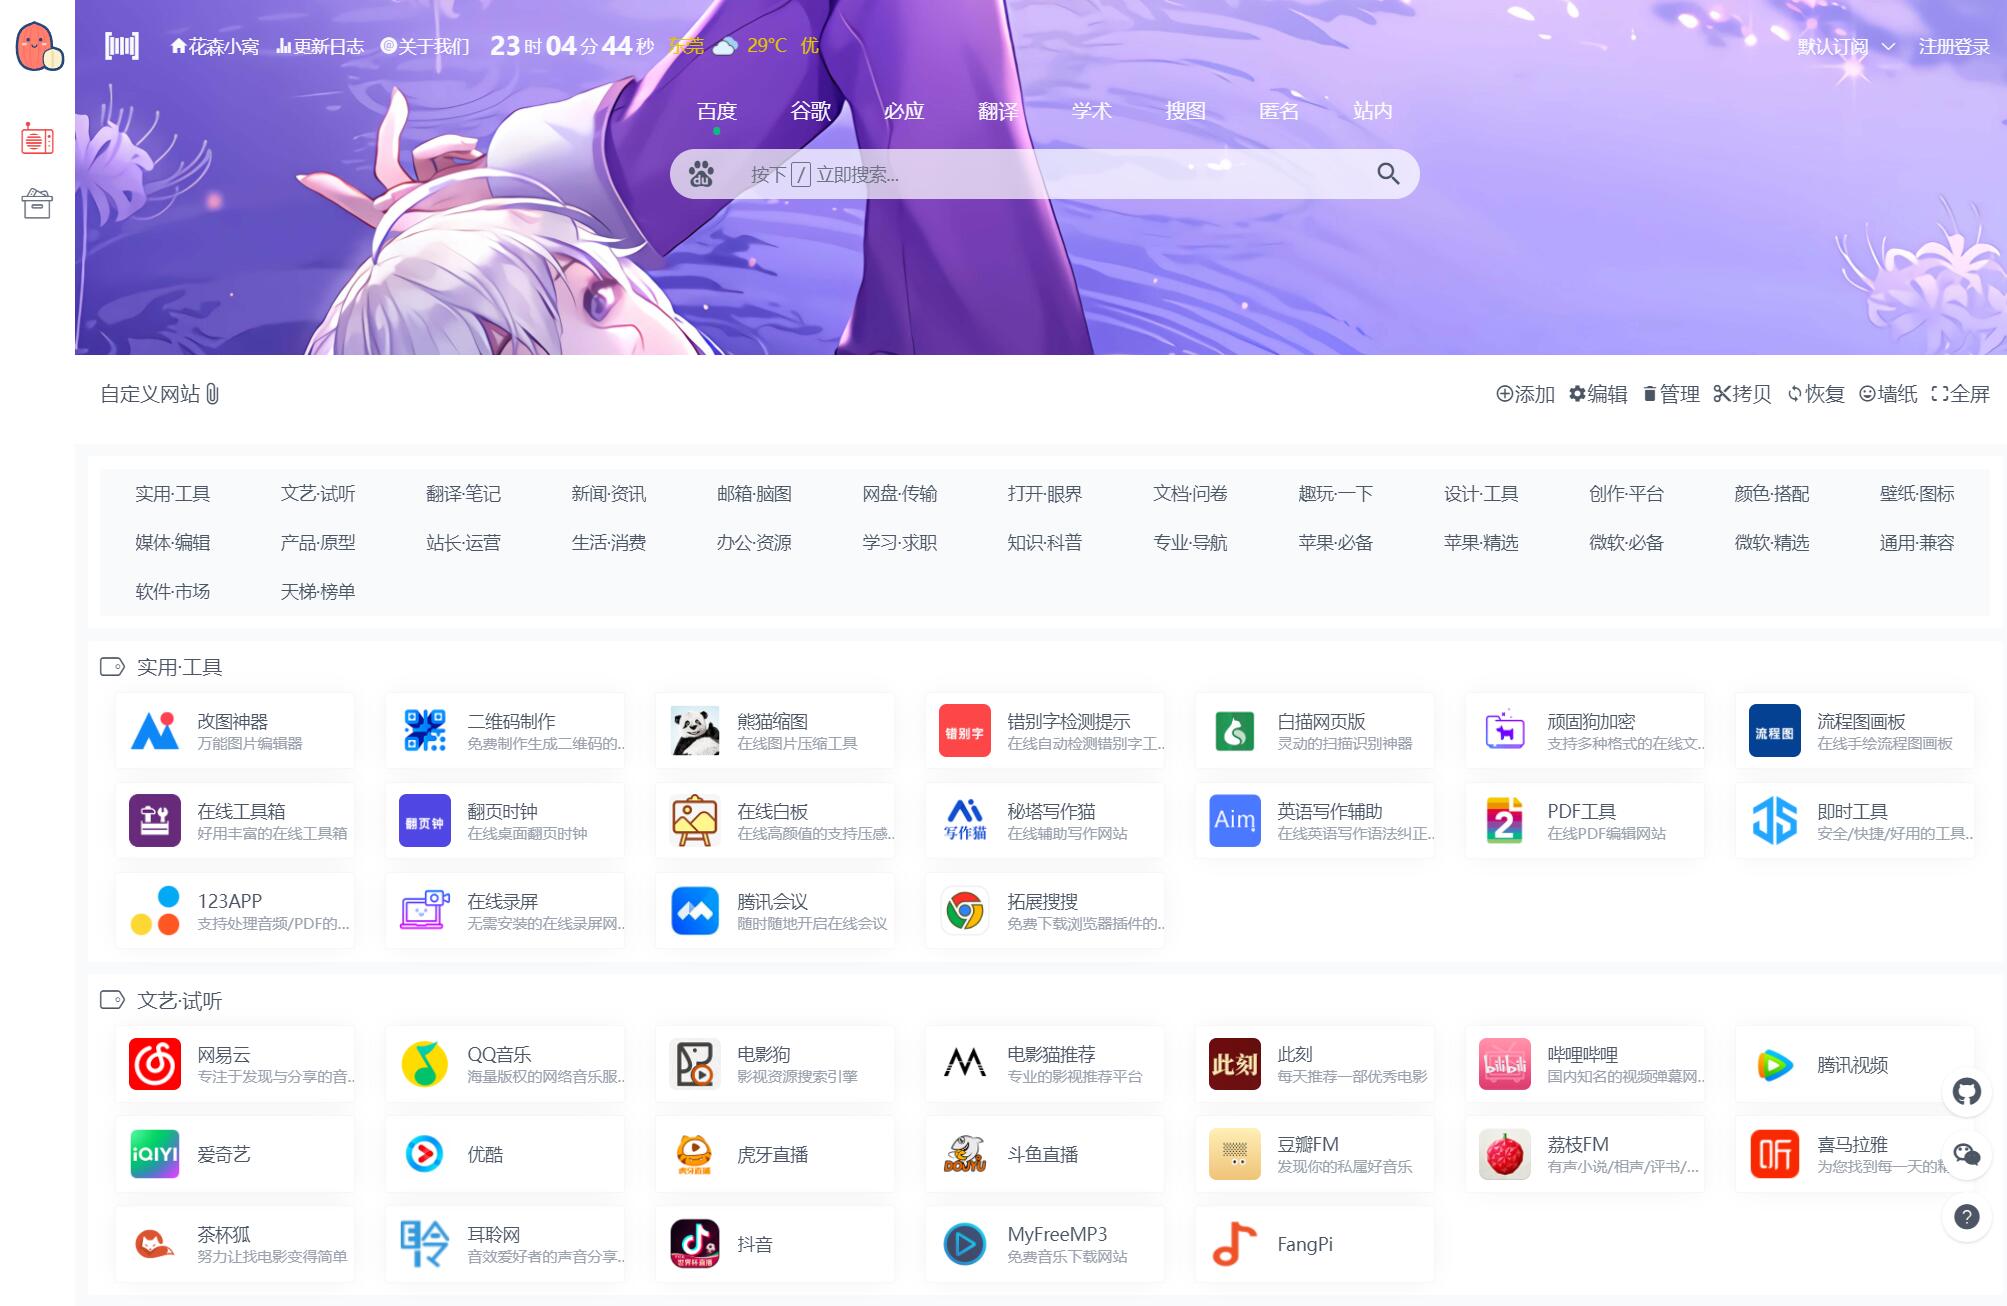 花森小窝 更新日志 关于我们 23时04分44秒 东莞 29℃ 优 默认订阅 注册登录
百度 谷歌 必应 翻译 学术 搜图 匿名 站内
du 按下 / 立即搜索...
自定义网站 添加 编辑 管理 拷贝 恢复 墙纸 全屏
实用·工具 文艺·试听 翻译·笔记 新闻·资讯 邮箱·脑图 网盘·传输 打开·眼界 文档·问卷 趣玩·一下 设计·工具 创作·平台 颜色·搭配 壁纸·图标
媒体·编辑 产品·原型 站长·运营 生活·消费 办公·资源 学习·求职 知识·科普 专业·导航 苹果·必备 苹果·精选 微软·必备 微软·精选 通用·兼容
软件·市场 天梯·榜单
实用·工具
改图神器
万能图片编辑器
二维码制作
免费制作生成二维码的..
熊猫缩图
在线图片压缩工具
错别字
错别字检测提示
在线自动检测错别字工..
白描网页版
灵动的扫描识别神器
顽固狗加密
支持多种格式的在线文..
流程图
流程图画板
在线手绘流程图画板
在线工具箱
好用丰富的在线工具箱
翻页钟
翻页时钟
在线桌面翻页时钟
在线白板
在线高颜值的支持压感..
写作猫
秘塔写作猫
在线辅助写作网站
Aim
英语写作辅助
在线英语写作语法纠正..
2
PDF工具
在线PDF编辑网站
即时工具
安全/快捷/好用的工具..
123APP
支持处理音频/PDF的...
在线录屏
无需安装的在线录屏网..
腾讯会议
随时随地开启在线会议
拓展搜搜
免费下载浏览器插件的..
文艺·试听
网易云
专注于发现与分享的音..
QQ音乐
海量版权的网络音乐服..
电影狗
影视资源搜索引擎
电影猫推荐
专业的影视推荐平台
此刻
此刻
每天推荐一部优秀电影
bilibili
哔哩哔哩
国内知名的视频弹幕网..
腾讯视频
iQIYI
爱奇艺
优酷
虎牙直播
虎牙直播
DOUYU
斗鱼直播
豆瓣FM
发现你的私属好音乐
荔枝FM
有声小说/相声/评书/...
听
喜马拉雅
为您找到每一天的精
茶杯狐
努力让找电影变得简单
耳聆网
音效爱好者的声音分享..
世界杯直播
抖音
MyFreeMP3
免费音乐下载网站
FangPi
?